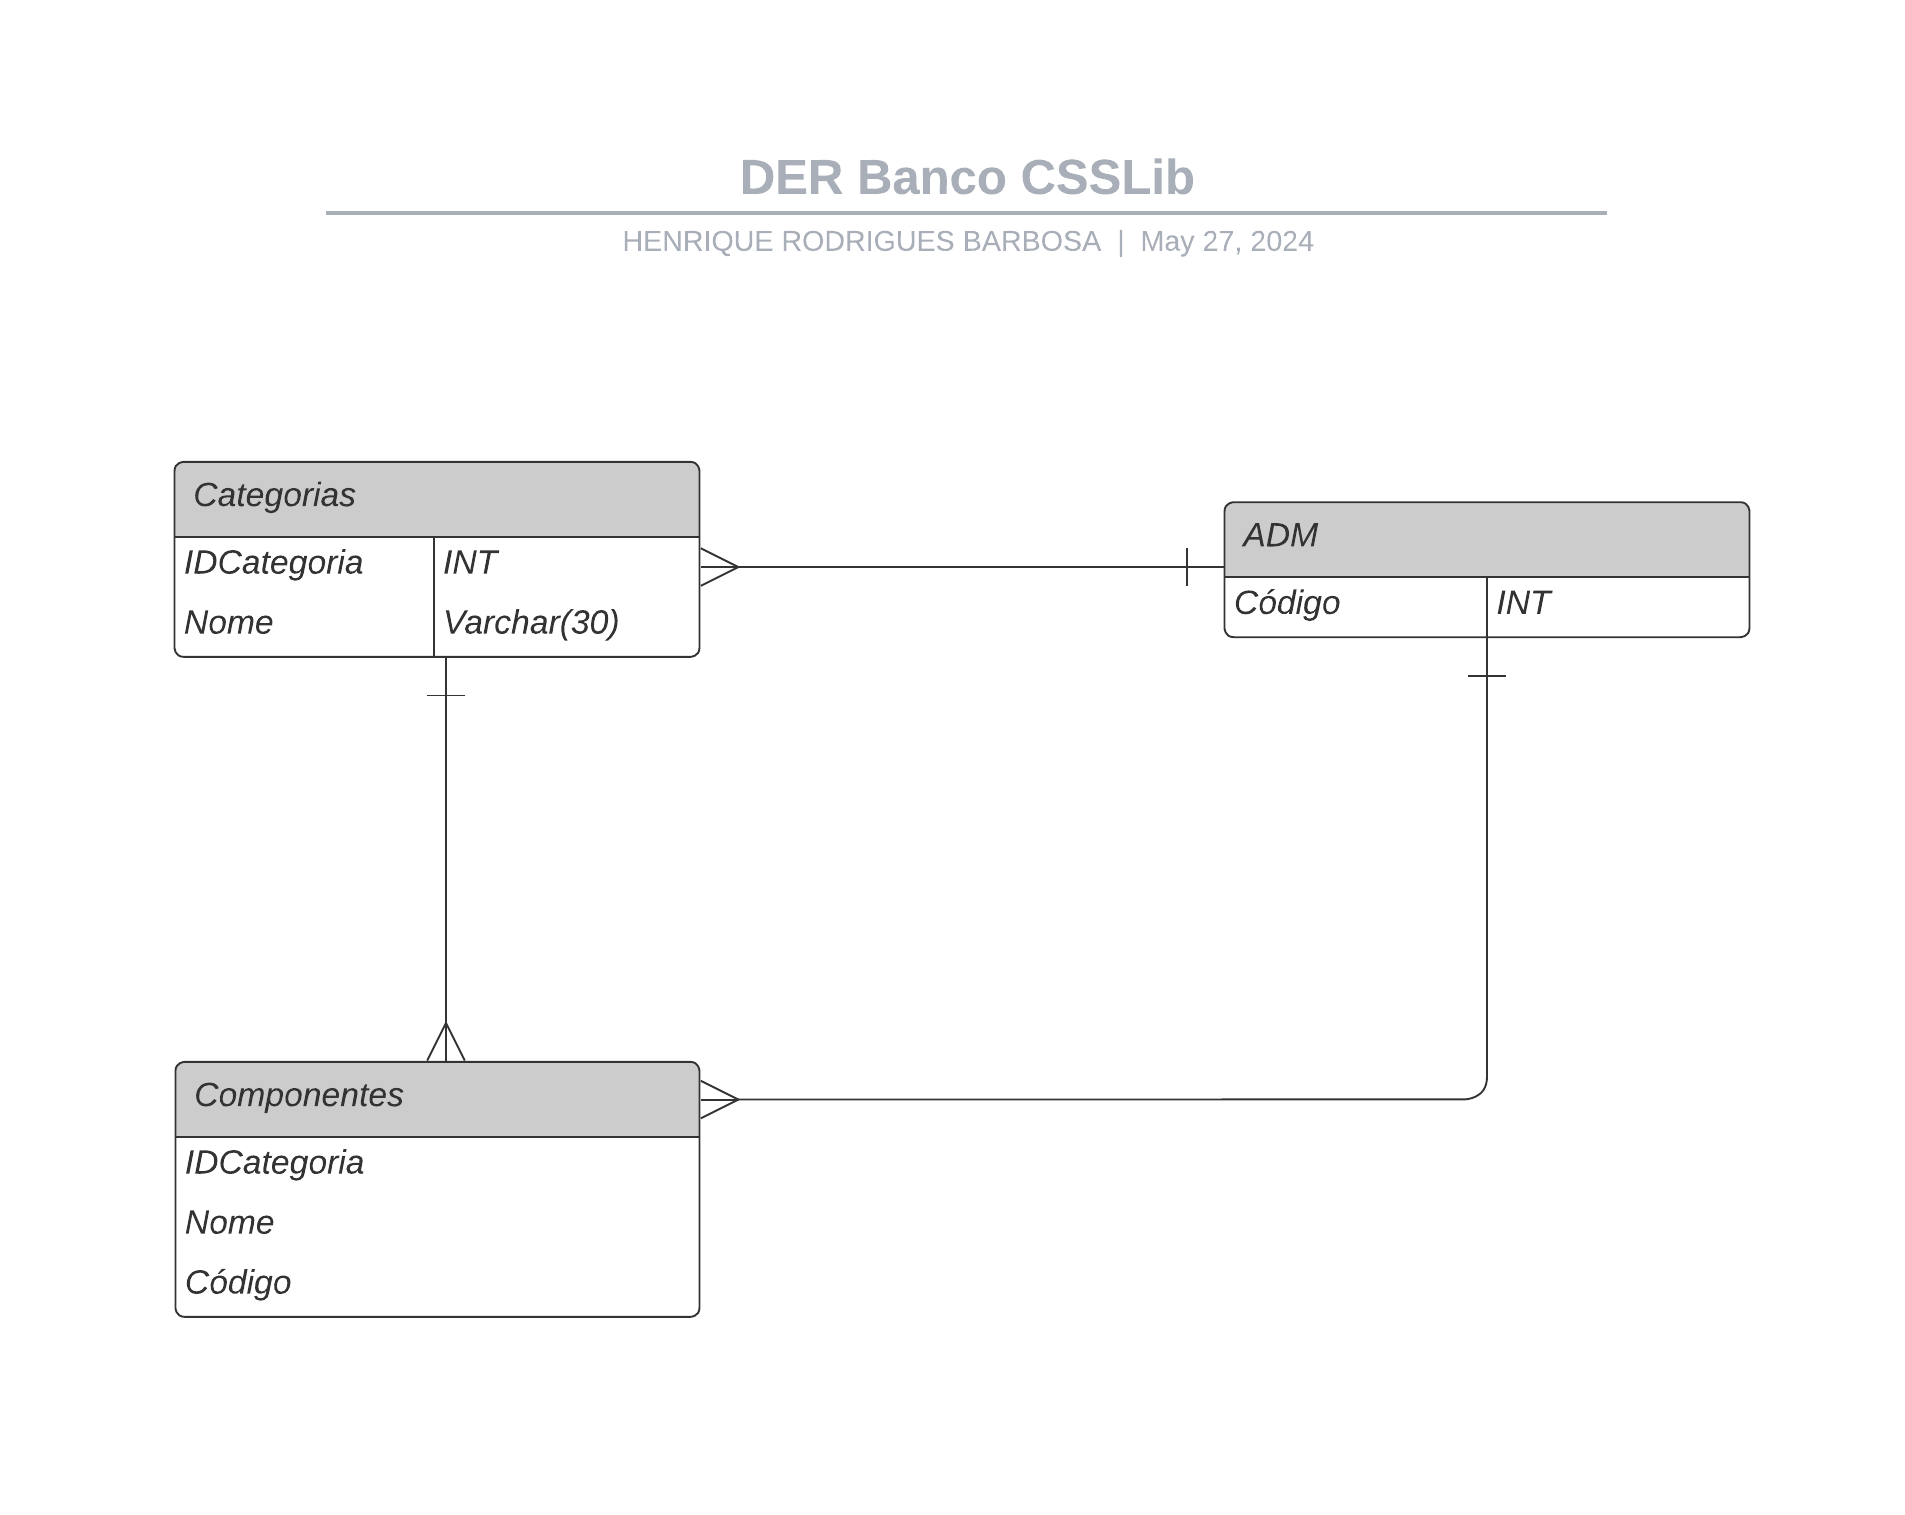 DER Banco CSSLib
HENRIQUE RODRIGUES BARBOSA | May 27, 2024
Categorias
IDCategoria INT
Nome Varchar(30)
ADM
Código INT
Componentes
IDCategoria
Nome
Código